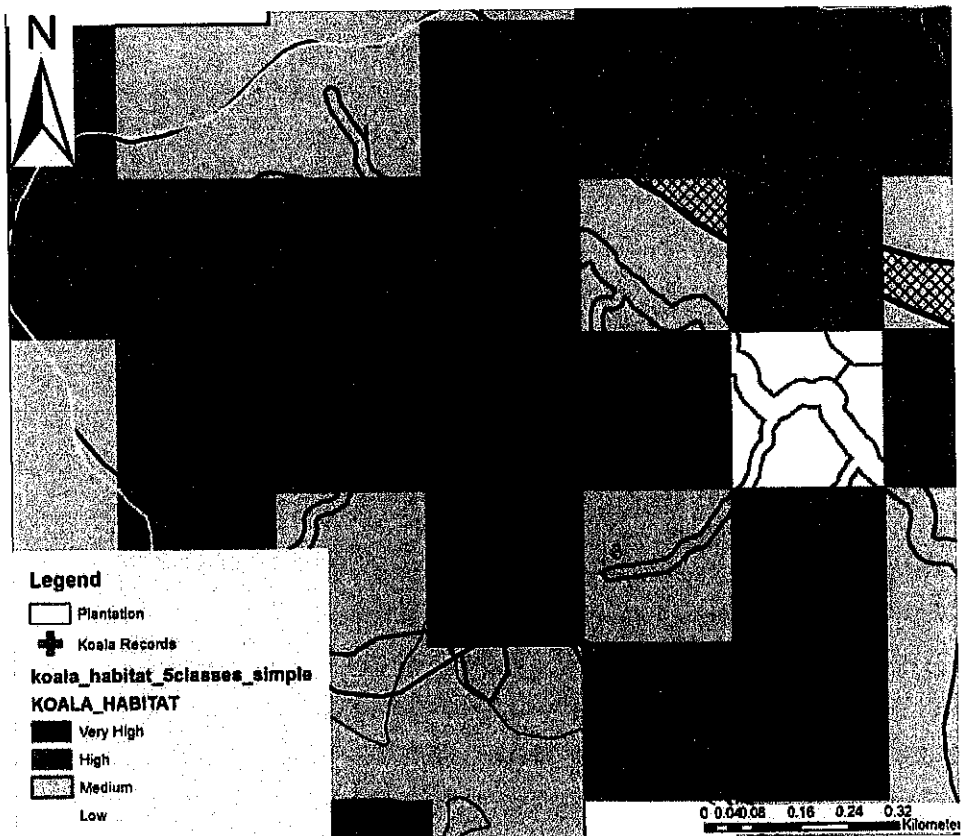 N
Legend
Plantation
Koala Records
koala_habitat_5classes_simple
KOALA_HABITAT
Very High
High
Medium
Low
0 0.04 0.08 0.16 0.24 0.32
Kilometer